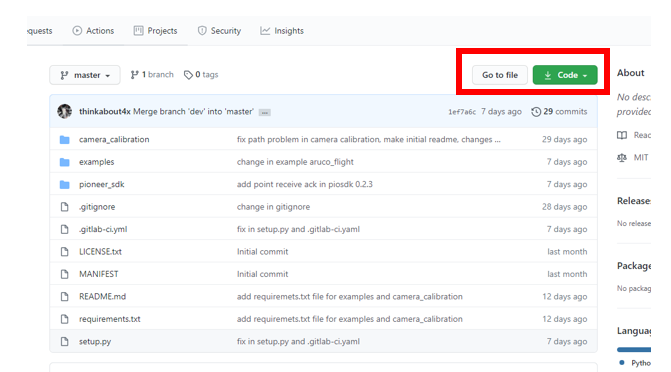 equests Actions Projects Security Insights
master 1 branch 0 tags Go to file Code
About
thinkabout4x Merge branch 'dev' into 'master' ... 1ef7a6c 7 days ago 29 commits
No desc
provided
camera_calibration fix path problem in camera calibration, make initial readme, changes ... 29 days ago
Read
examples change in example aruco_flight 7 days ago
MIT
pioneer_sdk add point receive ack in piosdk 0.2.3 7 days ago
.gitignore change in gitignore 28 days ago
Releases
.gitlab-ci.yml fix in setup.py and .gitlab-ci.yaml 7 days ago
No release
LICENSE.txt Initial commit last month
MANIFEST Initial commit last month
Package
No packag
README.md add requiremets.txt file for examples and camera_calibration 12 days ago
requirements.txt add requiremets.txt file for examples and camera_calibration 12 days ago
Languag
setup.py fix in setup.py and .gitlab-ci.yaml 7 days ago
Pytho